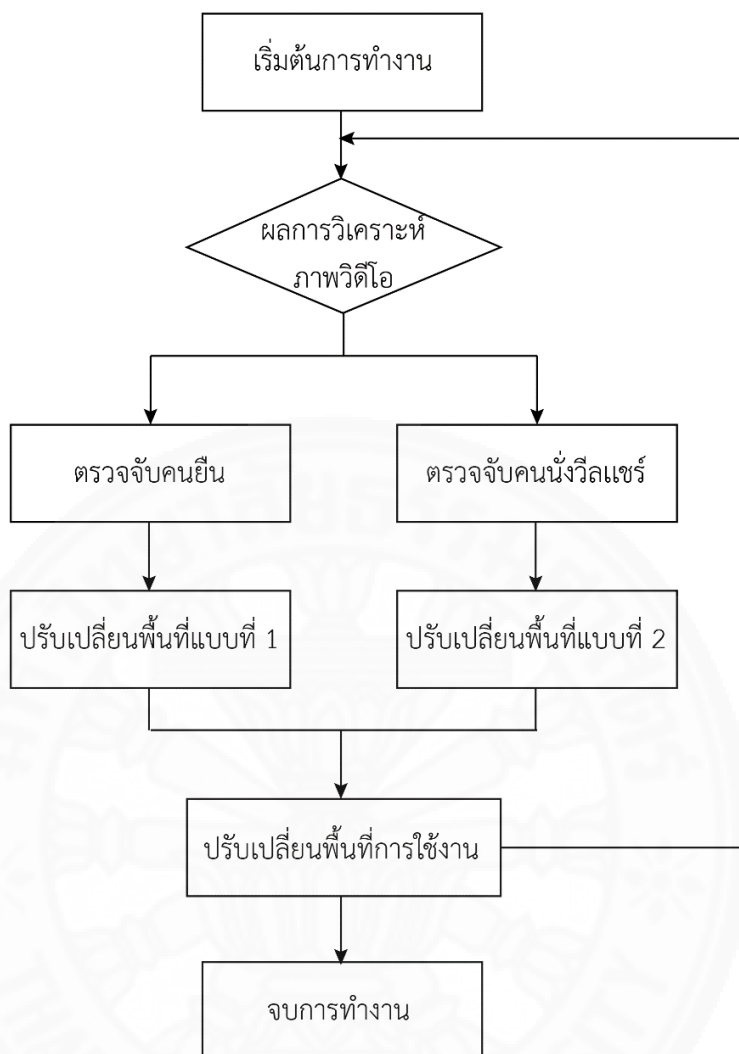 เริ่มต้นการทำงาน
ผลการวิเคราะห์
ภาพวิดีโอ
ตรวจจับคนยืน
ตรวจจับคนนั่งวีลแชร์
ปรับเปลี่ยนพื้นที่แบบที่ 1
ปรับเปลี่ยนพื้นที่แบบที่ 2
ปรับเปลี่ยนพื้นที่การใช้งาน
จบการทำงาน